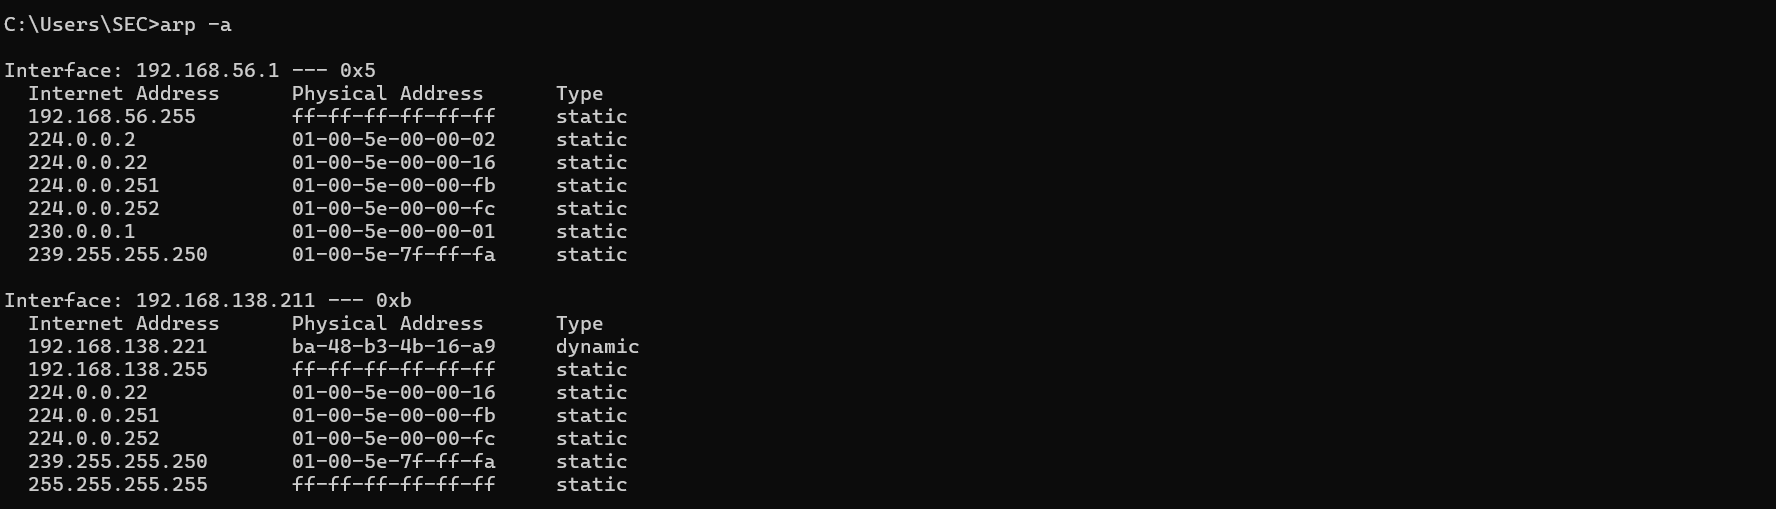 C:\Users\SEC>arp -a
Interface: 192.168.56.1 --- 0x5
Internet Address Physical Address Type
192.168.56.255 ff-ff-ff-ff-ff-ff static
224.0.0.2 01-00-5e-00-00-02 static
224.0.0.22 01-00-5e-00-00-16 static
224.0.0.251 01-00-5e-00-00-fb static
224.0.0.252 01-00-5e-00-00-fc static
230.0.0.1 01-00-5e-00-00-01 static
239.255.255.250 01-00-5e-7f-ff-fa static
Interface: 192.168.138.211 --- 0xb
Internet Address Physical Address Type
192.168.138.221 ba-48-b3-4b-16-a9 dynamic
192.168.138.255 ff-ff-ff-ff-ff-ff static
224.0.0.22 01-00-5e-00-00-16 static
224.0.0.251 01-00-5e-00-00-fb static
224.0.0.252 01-00-5e-00-00-fc static
239.255.255.250 01-00-5e-7f-ff-fa static
255.255.255.255 ff-ff-ff-ff-ff-ff static